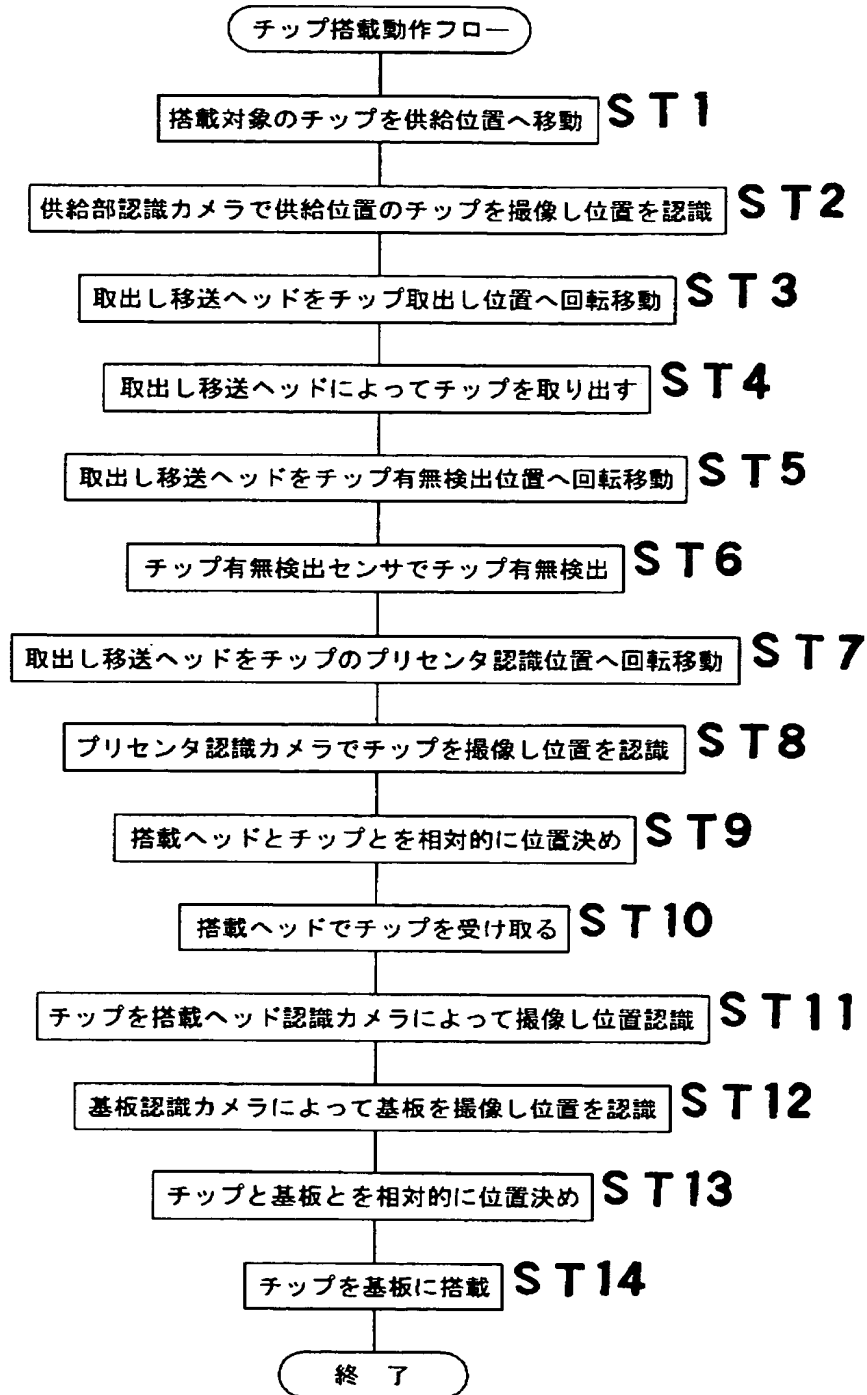 チップ搭載動作フロー
搭載対象のチップを供給位置へ移動 ST1
供給部認識カメラで供給位置のチップを撮像し位置を認識 ST2
取出し移送ヘッドをチップ取出し位置へ回転移動 ST3
取出し移送ヘッドによってチップを取り出す ST4
取出し移送ヘッドをチップ有無検出位置へ回転移動 ST5
チップ有無検出センサでチップ有無検出 ST6
取出し移送ヘッドをチップのプリセンタ認識位置へ回転移動 ST7
プリセンタ認識カメラでチップを撮像し位置を認識 ST8
搭載ヘッドとチップとを相対的に位置決め ST9
搭載ヘッドでチップを受け取る ST10
チップを搭載ヘッド認識カメラによって撮像し位置認識 ST11
基板認識カメラによって基板を撮像し位置を認識 ST12
チップと基板とを相対的に位置決め ST13
チップを基板に搭載 ST14
終 了